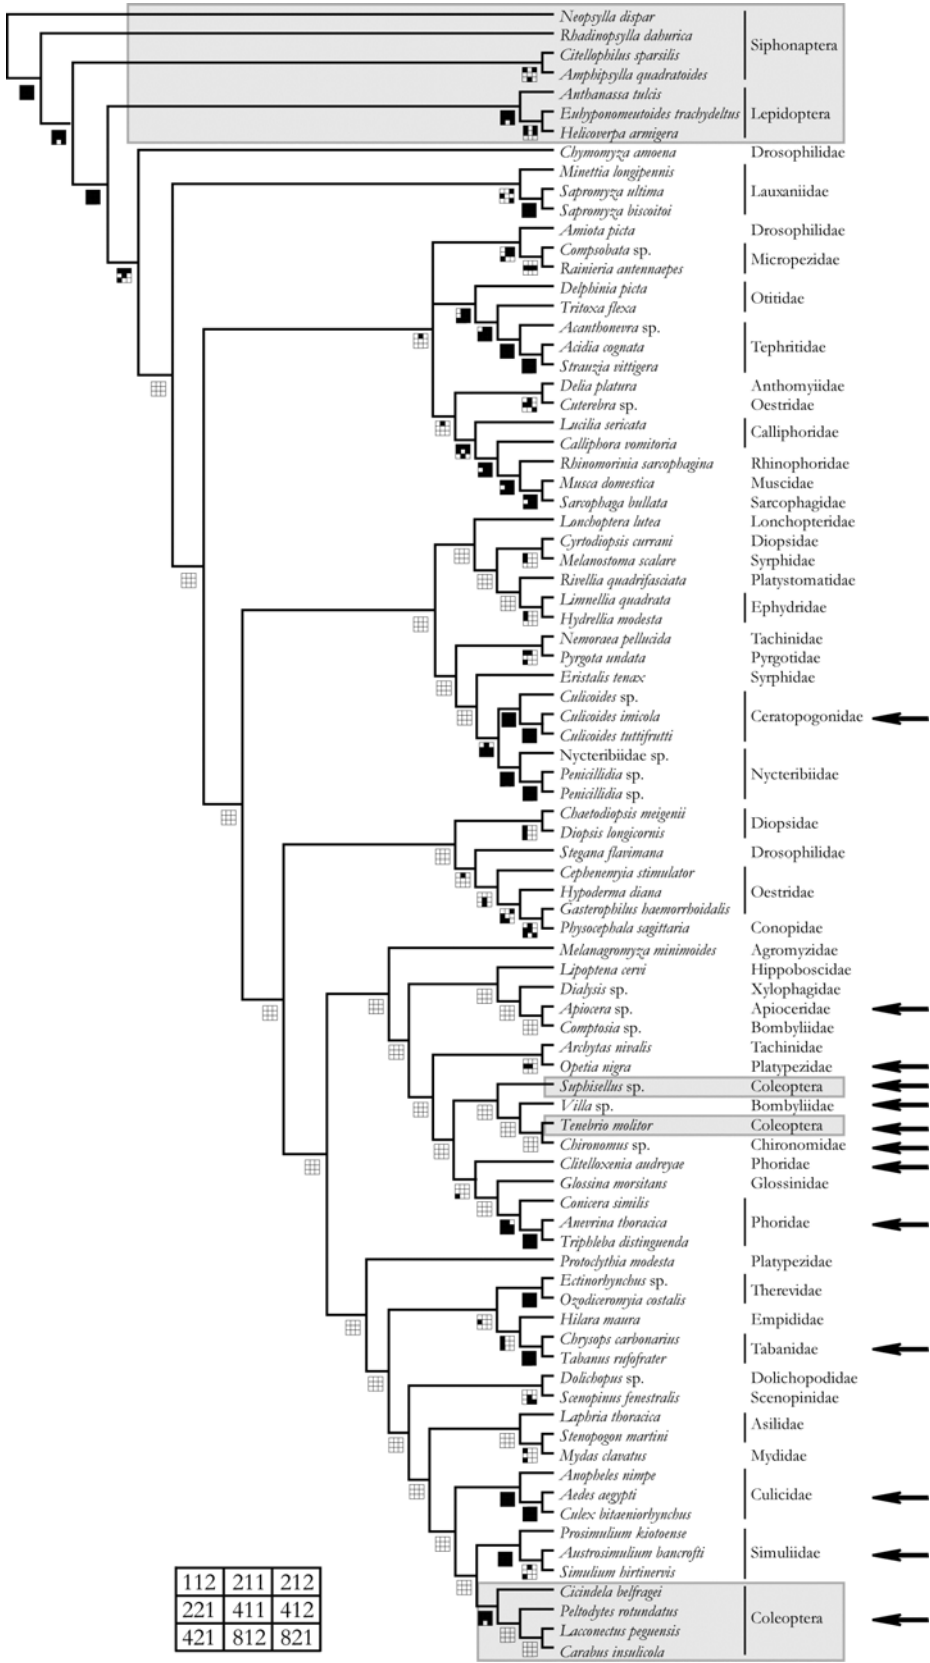 Neopsylla dispar
Rhadinopsylla dahurica
Siphonaptera
Citellophilus sparsilis
Amphipsylla quadratoides
Anthanassa tulcis
Euhyponomeutoides trachydeltus Lepidoptera
Helicoverpa armigera
Chymomyza amoena Drosophilidae
Minettia longipennis
Sapromyza ultima Lauxaniidae
Sapromyza biscoitoi
Amiota picta Drosophilidae
Compsobata sp.
Micropezidae
Rainieria antennaepes
Delphinia picta
Otitidae
Tritoxa flexa
Acanthonevra sp.
Acidia cognata Tephritidae
Strauzia vittigera
Delia platura Anthomyiidae
Cuterebra sp. Oestridae
Lucilia sericata
Calliphoridae
Calliphora vomitoria
Rhinomorinia sarcophagina Rhinophoridae
Musca domestica Muscidae
Sarcophaga bullata Sarcophagidae
Lonchoptera lutea Lonchopteridae
Cyrtodiopsis currani Diopsidae
Melanostoma scalare Syrphidae
Rivellia quadrifasciata Platystomatidae
Limnellia quadrata
Ephydridae
Hydrellia modesta
Nemoraea pellucida Tachinidae
Pyrgota undata Pyrgotidae
Eristalis tenax Syrphidae
Culicoides sp.
Culicoides imicola Ceratopogonidae
Culicoides tuttifrutti
Nycteribiidae sp.
Penicillidia sp. Nycteribiidae
Penicillidia sp.
Chaetodiopsis meigenii
Diopsidae
Diopsis longicornis
Stegana flavimana Drosophilidae
Cephenemyia stimulator
Hypoderma diana Oestridae
Gasterophilus haemorrhoidalis
Physocephala sagittaria Conopidae
Melanagromyza minimoides Agromyzidae
Lipoptena cervi Hippoboscidae
Dialysis sp. Xylophagidae
Apiocera sp. Apioceridae
Comptosia sp. Bombyliidae
Archytas nivalis Tachinidae
Opetia nigra Platypezidae
Suphisellus sp. Coleoptera
Villa sp. Bombyliidae
Tenebrio molitor Coleoptera
Chironomus sp. Chironomidae
Clitelloxenia audreyae Phoridae
Glossina morsitans Glossinidae
Conicera similis
Anevrina thoracica Phoridae
Triphleba distinguenda
Protoclythia modesta Platypezidae
Ectinorhynchus sp.
Therevidae
Ozodiceromyia costalis
Hilara maura Empididae
Chrysops carbonarius
Tabanidae
Tabanus rufofrater
Dolichopus sp. Dolichopodidae
Scenopinus fenestralis Scenopinidae
Laphria thoracica
Asilidae
Stenopogon martini
Mydas clavatus Mydidae
Anopheles nimpe
Aedes aegypti Culicidae
Culex bitaeniorhynchus
Prosimulium kiotoense
Austrosimulium bancrofti Simuliidae
Simulium hirtinervis
Cicindela belfragei
Peltodytes rotundatus Coleoptera
Lacconectus peguensis
Carabus insulicola
112 211 212
221 411 412
421 812 821